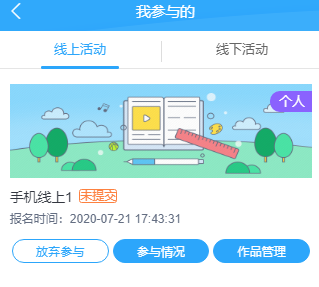 我参与的
线上活动 线下活动
个人
手机线上1 未提交
报名时间：2020-07-21 17:43:31
放弃参与 参与情况 作品管理